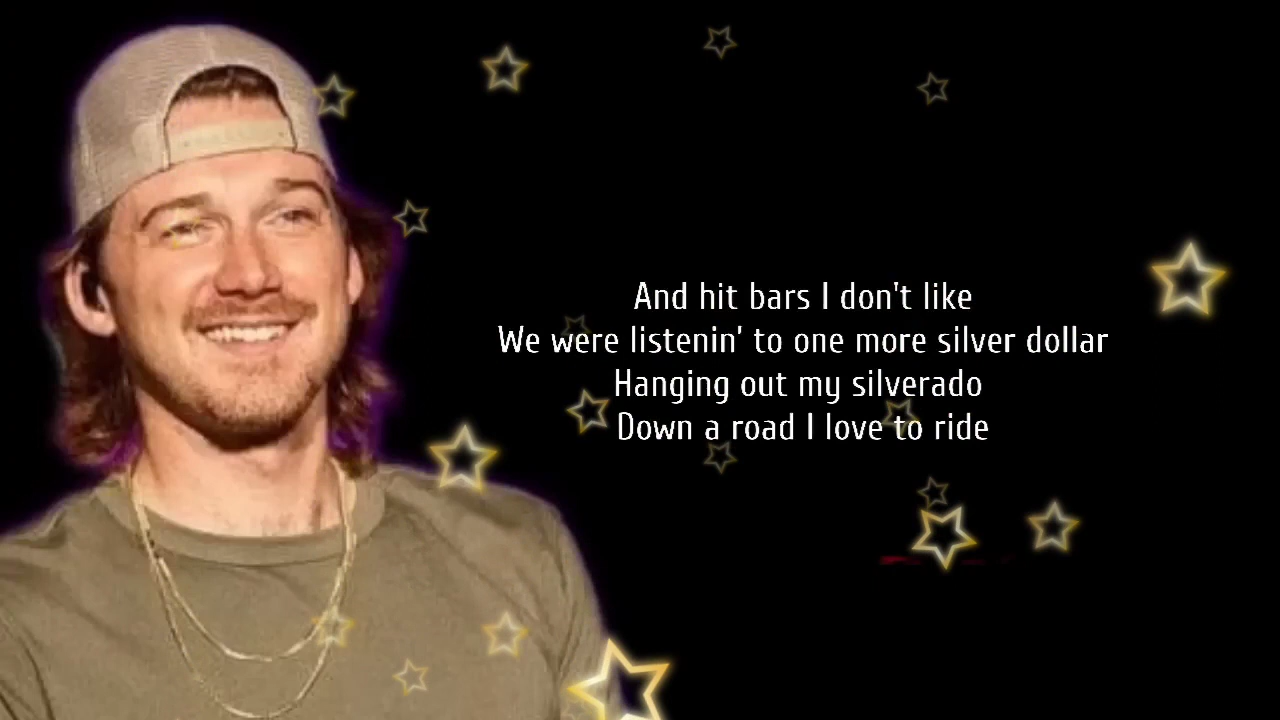 And hit bars I don't like
We were listenin' to one more silver dollar
Hanging out my silverado
Down a road I love to ride